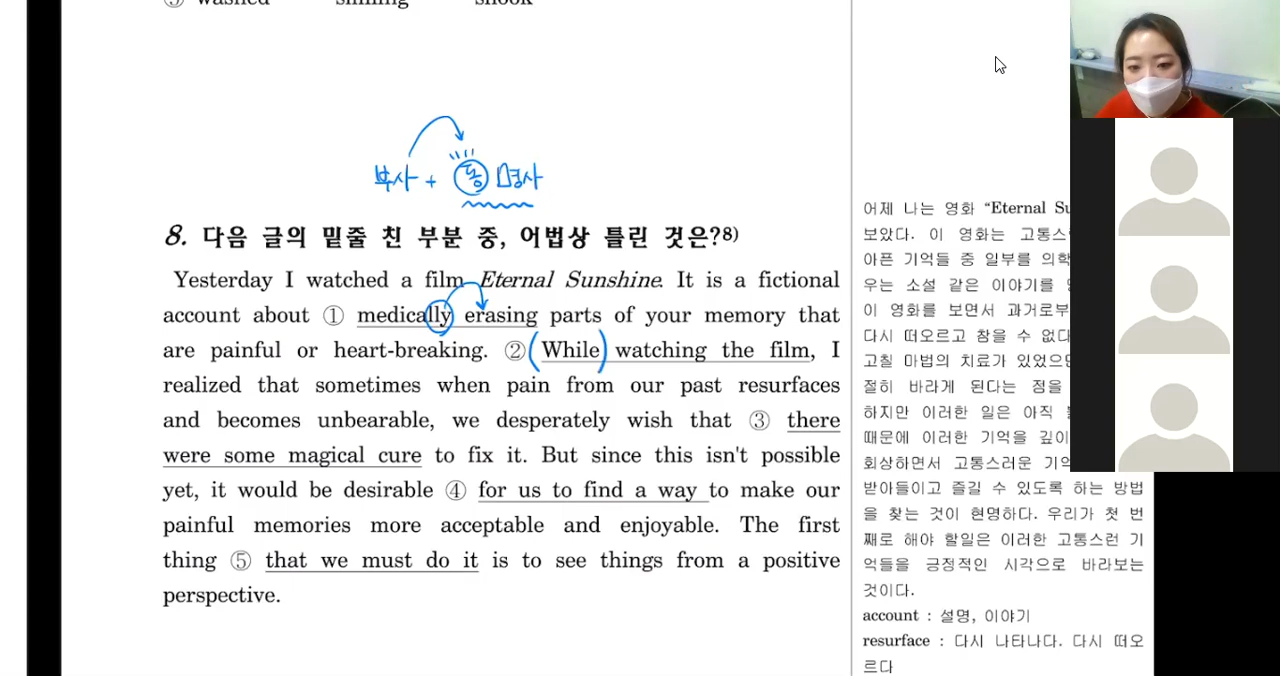 ⑤ washed shining shook
부사 + 동명사
8. 다음 글의 밑줄 친 부분 중, 어법상 틀린 것은?8)
Yesterday I watched a film Eternal Sunshine. It is a fictional
account about ① medically erasing parts of your memory that
are painful or heart-breaking. ② (While) watching the film, I
realized that sometimes when pain from our past resurfaces
and becomes unbearable, we desperately wish that ③ there
were some magical cure to fix it. But since this isn't possible
yet, it would be desirable ④ for us to find a way to make our
painful memories more acceptable and enjoyable. The first
thing ⑤ that we must do it is to see things from a positive
perspective.
어제 나는 영화 “Eternal Su
보았다. 이 영화는 고통스
아픈 기억들 중 일부를 의학
우는 소설 같은 이야기를
이 영화를 보면서 과거로부
다시 떠오르고 참을 수 없다
고칠 마법의 치료가 있었으면
절히 바라게 된다는 점을
하지만 이러한 일은 아직
때문에 이러한 기억을 깊이
회상하면서 고통스러운 기억
받아들이고 즐길 수 있도록 하는 방법
을 찾는 것이 현명하다. 우리가 첫 번
째로 해야 할일은 이러한 고통스런 기
억들을 긍정적인 시각으로 바라보는
것이다.
account : 설명, 이야기
resurface : 다시 나타나다. 다시 떠오
르다